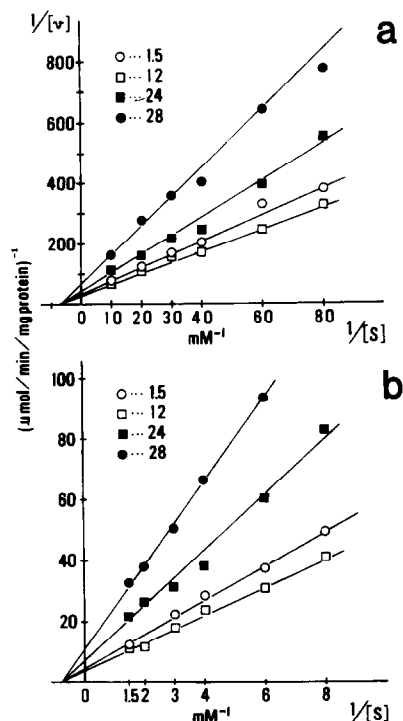 1/[v]
a
800
600
400
200
0
○ ··· 1.5
□ ··· 12
■ ··· 24
● ··· 28
10 20 30 40 60 80
mM⁻¹
1/[S]
(μmol/min/mg protein)⁻¹
b
100
80
60
40
20
○ ··· 1.5
□ ··· 12
■ ··· 24
● ··· 28
0 1.5 2 3 4 6 8
mM⁻¹
1/[S]